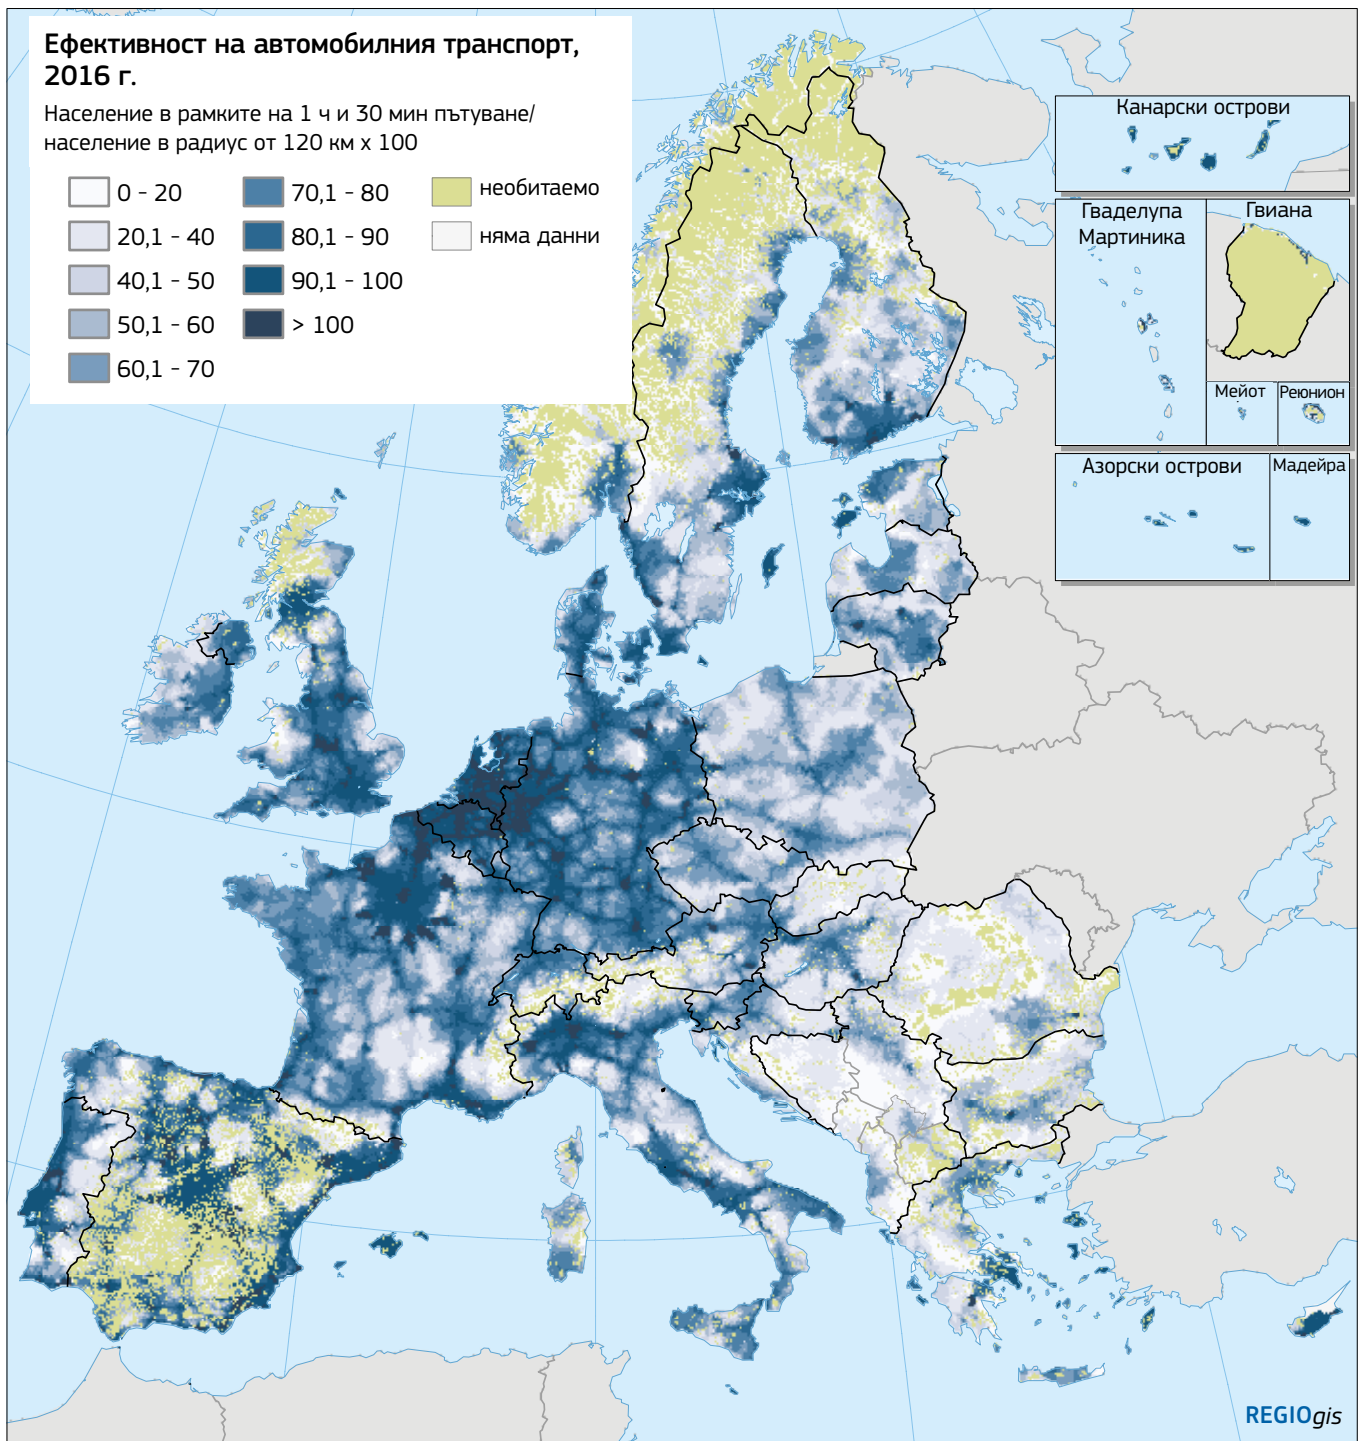 Ефективност на автомобилния транспорт,
2016 г.
Население в рамките на 1 ч и 30 мин пътуване/
население в радиус от 120 км x 100
0 - 20
20,1 - 40
40,1 - 50
50,1 - 60
60,1 - 70
70,1 - 80
80,1 - 90
90,1 - 100
> 100
необитаемо
няма данни
Канарски острови
Гваделупа
Мартиника
Гвиана
Мейот
Реюнион
Азорски острови
Мадейра
REGIOgis